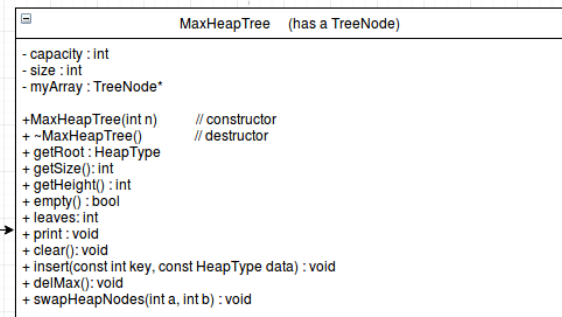 MaxHeapTree (has a TreeNode)
- capacity : int
- size : int
- myArray : TreeNode*
+MaxHeapTree(int n) // constructor
+ ~MaxHeapTree() // destructor
+ getRoot : HeapType
+ getSize(): int
+ getHeight() : int
+ empty() : bool
+ leaves: int
+ print : void
+ clear(): void
+ insert(const int key, const HeapType data) : void
+ delMax(): void
+ swapHeapNodes(int a, int b) : void